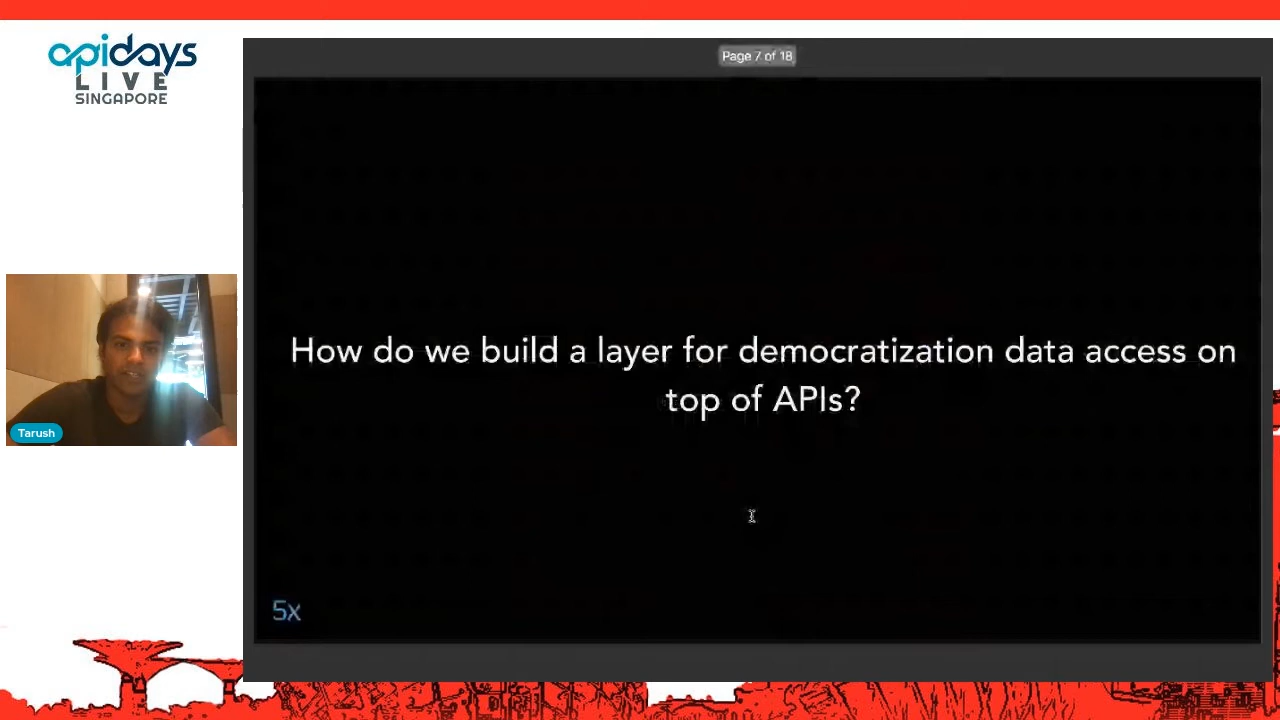 apidays
LIVE
SINGAPORE
Page 7 of 18
How do we build a layer for democratization data access on
top of APIs?
Tarush
5x